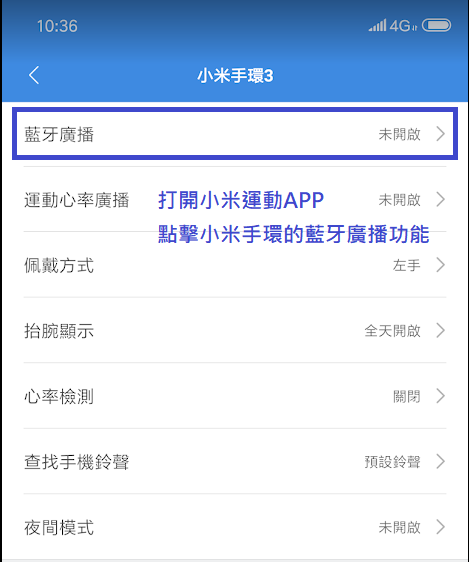 10:36
4G
小米手環3
藍牙廣播 未開啟
運動心率廣播 未開啟
打開小米運動APP
點擊小米手環的藍牙廣播功能
佩戴方式 左手
抬腕顯示 全天開啟
心率檢測 關閉
查找手機鈴聲 預設鈴聲
夜間模式 未開啟